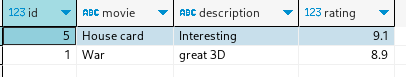 123 id ABC movie ABC description 123 rating
5 House card Interesting 9.1
1 War great 3D 8.9